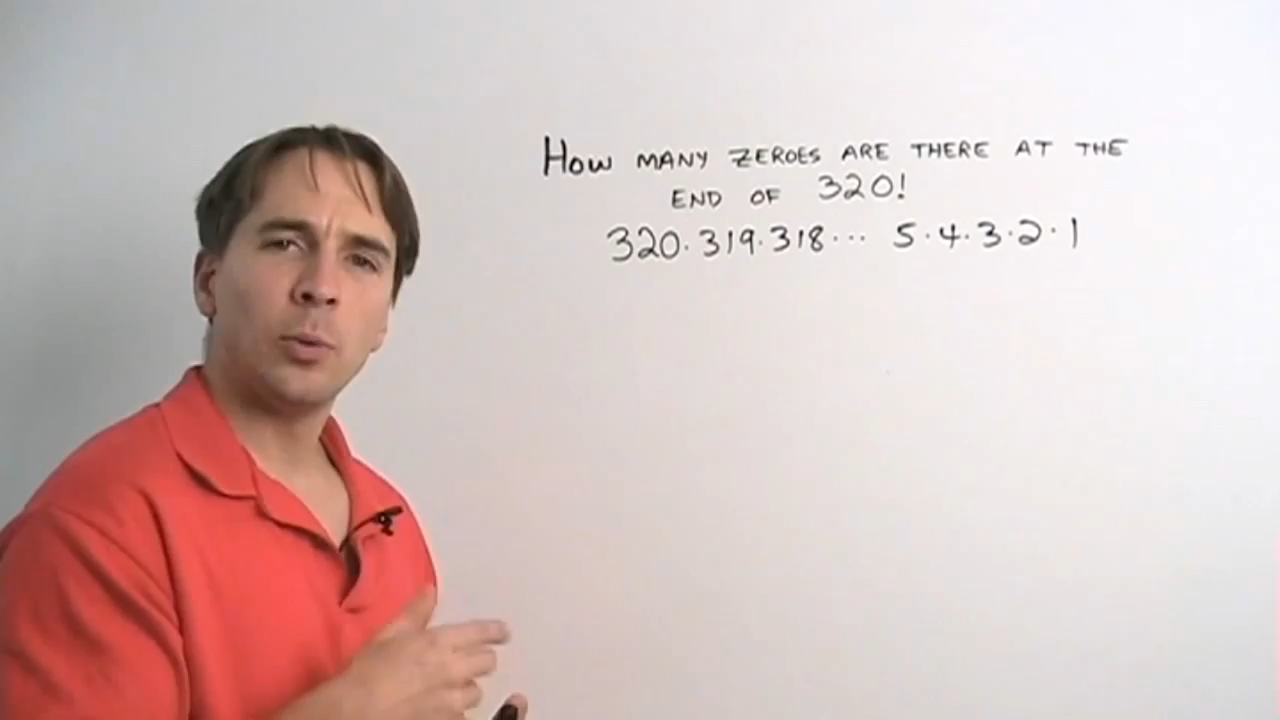 HOW MANY ZEROES ARE THERE AT THE
END OF 320!
320·319·318··· 5·4·3·2·1